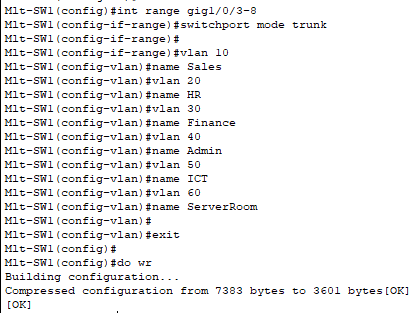 Mlt-SW1(config)#int range gig1/0/3-8
Mlt-SW1(config-if-range)#switchport mode trunk
Mlt-SW1(config-if-range)#
Mlt-SW1(config-if-range)#vlan 10
Mlt-SW1(config-vlan)#name Sales
Mlt-SW1(config-vlan)#vlan 20
Mlt-SW1(config-vlan)#name HR
Mlt-SW1(config-vlan)#vlan 30
Mlt-SW1(config-vlan)#name Finance
Mlt-SW1(config-vlan)#vlan 40
Mlt-SW1(config-vlan)#name Admin
Mlt-SW1(config-vlan)#vlan 50
Mlt-SW1(config-vlan)#name ICT
Mlt-SW1(config-vlan)#vlan 60
Mlt-SW1(config-vlan)#name ServerRoom
Mlt-SW1(config-vlan)#
Mlt-SW1(config-vlan)#exit
Mlt-SW1(config)#
Mlt-SW1(config)#do wr
Building configuration...
Compressed configuration from 7383 bytes to 3601 bytes[OK]
[OK]